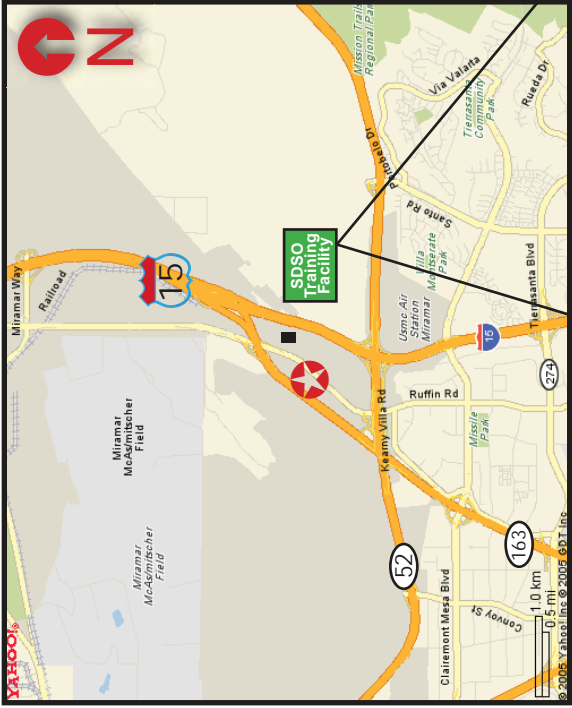 N
Mission Trails
Regional Park
Via Valarta
Tierrasanta
Community
Park
Rueda Dr
Portobelo Dr
Santo Rd
SDSO
Training
Facility
Villa
Montserate
Park
Miramar Way
Railroad
15
Usmc Air
Station
Miramar
Tierrasanta Blvd
15
274
Ruffin Rd
Kearny Villa Rd
Missile
Park
Miramar
McAs/mitscher
Field
Miramar
McAs/mitscher
Field
52
163
Clairemont Mesa Blvd
Convoy St
1.0 km
0.5 mi
YAHOO!
© 2005 Yahoo! Inc © 2005 GDT Inc